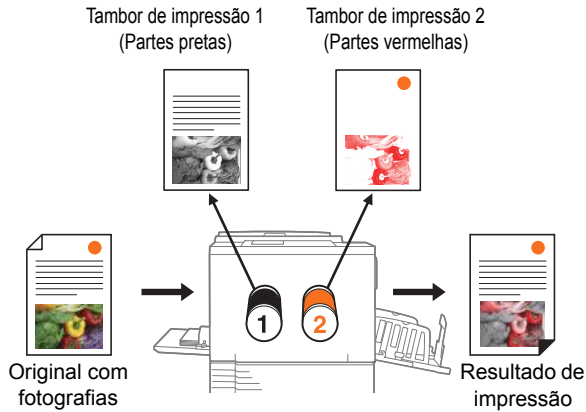 Tambor de impressão 1
(Partes pretas)
Tambor de impressão 2
(Partes vermelhas)
1
2
Original com
fotografias
Resultado de
impressão